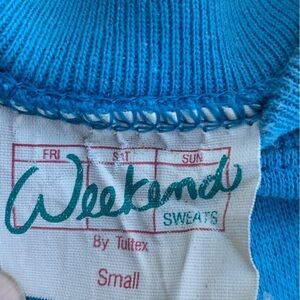 FRI SAT SUN
Weekend
SWEATS
By Tultex
Small